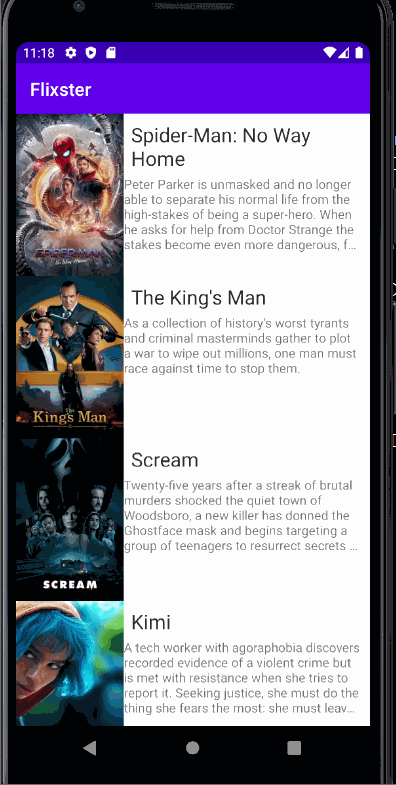 11:18
Flixster
Spider-Man: No Way
Home
Peter Parker is unmasked and no longer
able to separate his normal life from the
high-stakes of being a super-hero. When
he asks for help from Doctor Strange the
stakes become even more dangerous, f...
SPIDER-MAN
The King's Man
As a collection of history's worst tyrants
and criminal masterminds gather to plot
a war to wipe out millions, one man must
race against time to stop them.
The
King's Man
Scream
Twenty-five years after a streak of brutal
murders shocked the quiet town of
Woodsboro, a new killer has donned the
Ghostface mask and begins targeting a
group of teenagers to resurrect secrets ...
SCREAM
Kimi
A tech worker with agoraphobia discovers
recorded evidence of a violent crime but
is met with resistance when she tries to
report it. Seeking justice, she must do the
thing she fears the most: she must leav...